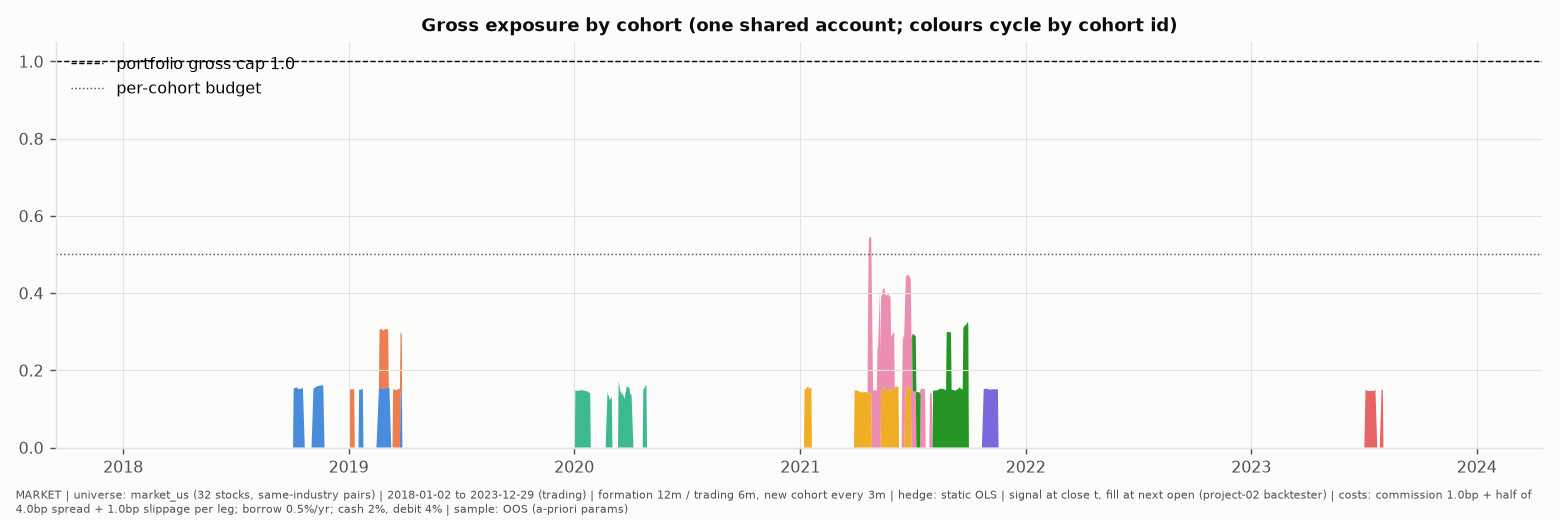 Gross exposure by cohort (one shared account; colours cycle by cohort id)
1.0
portfolio gross cap 1.0
per-cohort budget
0.8
0.6
0.4
0.2
0.0
2018 2019 2020 2021 2022 2023 2024
MARKET | universe: market_us (32 stocks, same-industry pairs) | 2018-01-02 to 2023-12-29 (trading) | formation 12m / trading 6m, new cohort every 3m | hedge: static OLS | signal at close t, fill at next open (project-02 backtester) | costs: commission 1.0bp + half of
4.0bp spread + 1.0bp slippage per leg; borrow 0.5%/yr; cash 2%, debit 4% | sample: OOS (a-priori params)